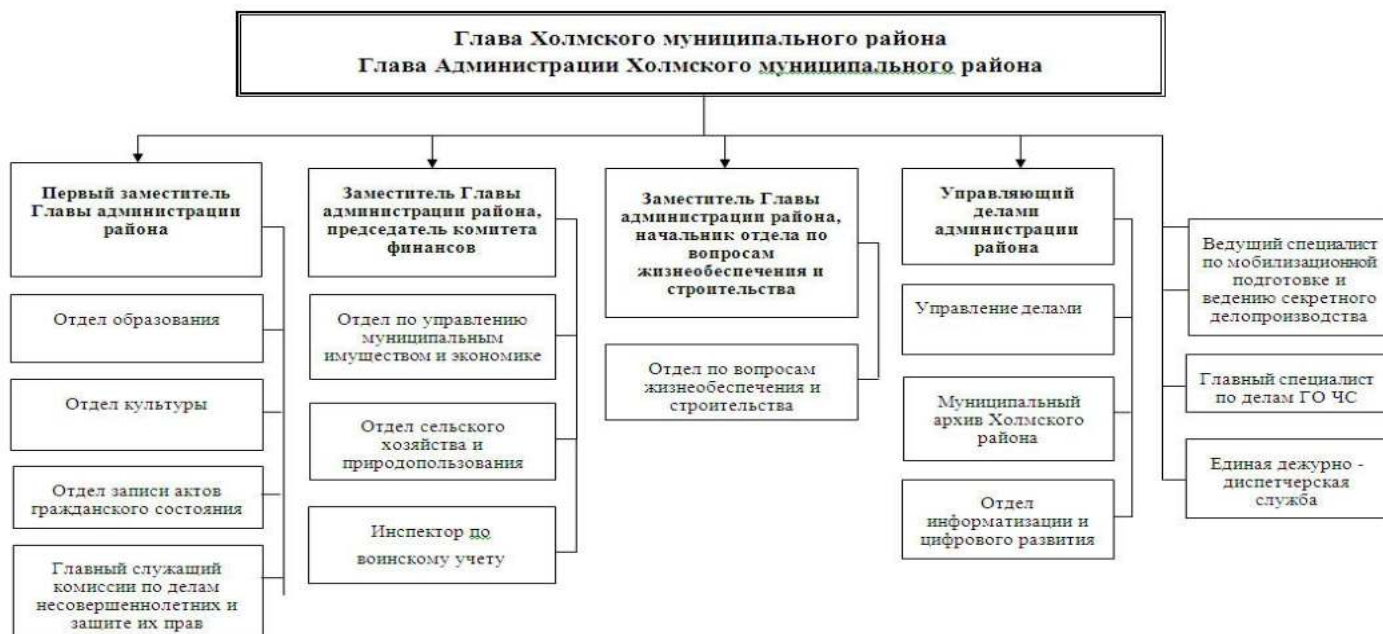 Глава Холмского муниципального района
Глава Администрации Холмского муниципального района
Первый заместитель
Главы администрации
района
Отдел образования
Отдел культуры
Отдел записи актов
гражданского состояния
Главный служащий
комиссии по делам
несовершеннолетних и
защите их прав
Заместитель Главы
администрации района,
председатель комитета
финансов
Отдел по управлению
муниципальным
имуществом и экономике
Отдел сельского
хозяйства и
природопользования
Инспектор по
воинскому учету
Заместитель Главы
администрации района,
начальник отдела по
вопросам
жизнеобеспечения и
строительства
Отдел по вопросам
жизнеобеспечения и
строительства
Управляющий
делами
администрации
района
Управление делами
Муниципальный
архив Холмского
района
Отдел
информатизации и
цифрового развития
Ведущий специалист
по мобилизационной
подготовке и
ведению секретного
делопроизводства
Главный специалист
по делам ГО ЧС
Единая дежурно -
диспетчерская
служба